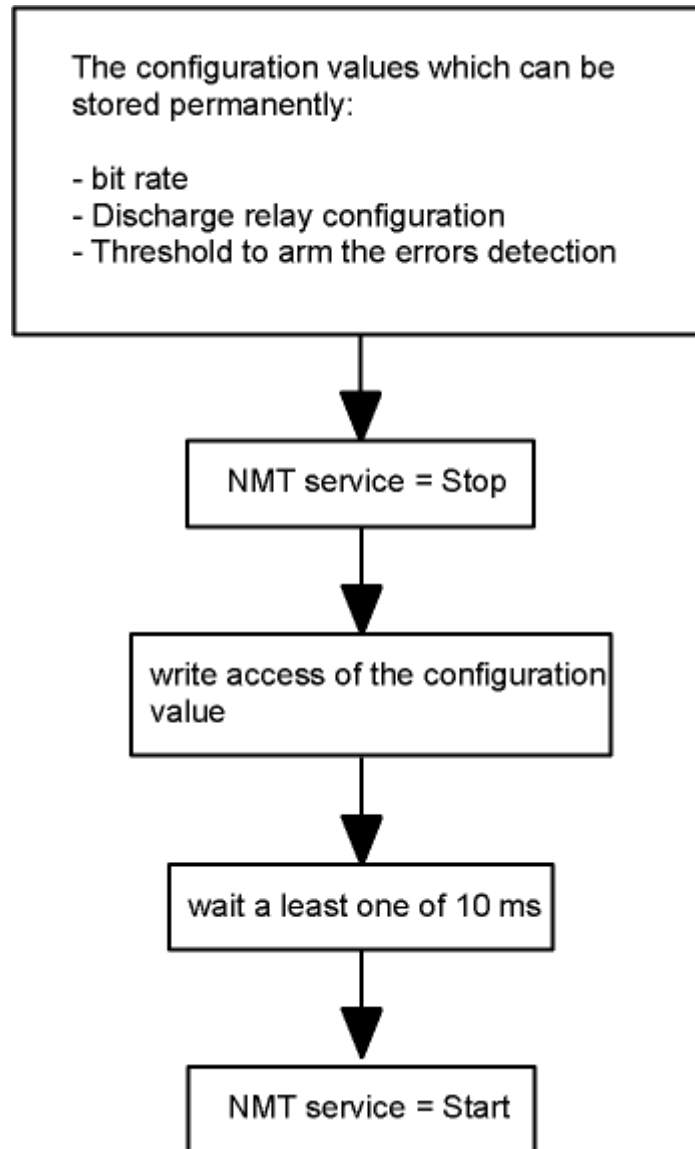 The configuration values which can be
stored permanently:
- bit rate
- Discharge relay configuration
- Threshold to arm the errors detection
NMT service = Stop
write access of the configuration
value
wait a least one of 10 ms
NMT service = Start